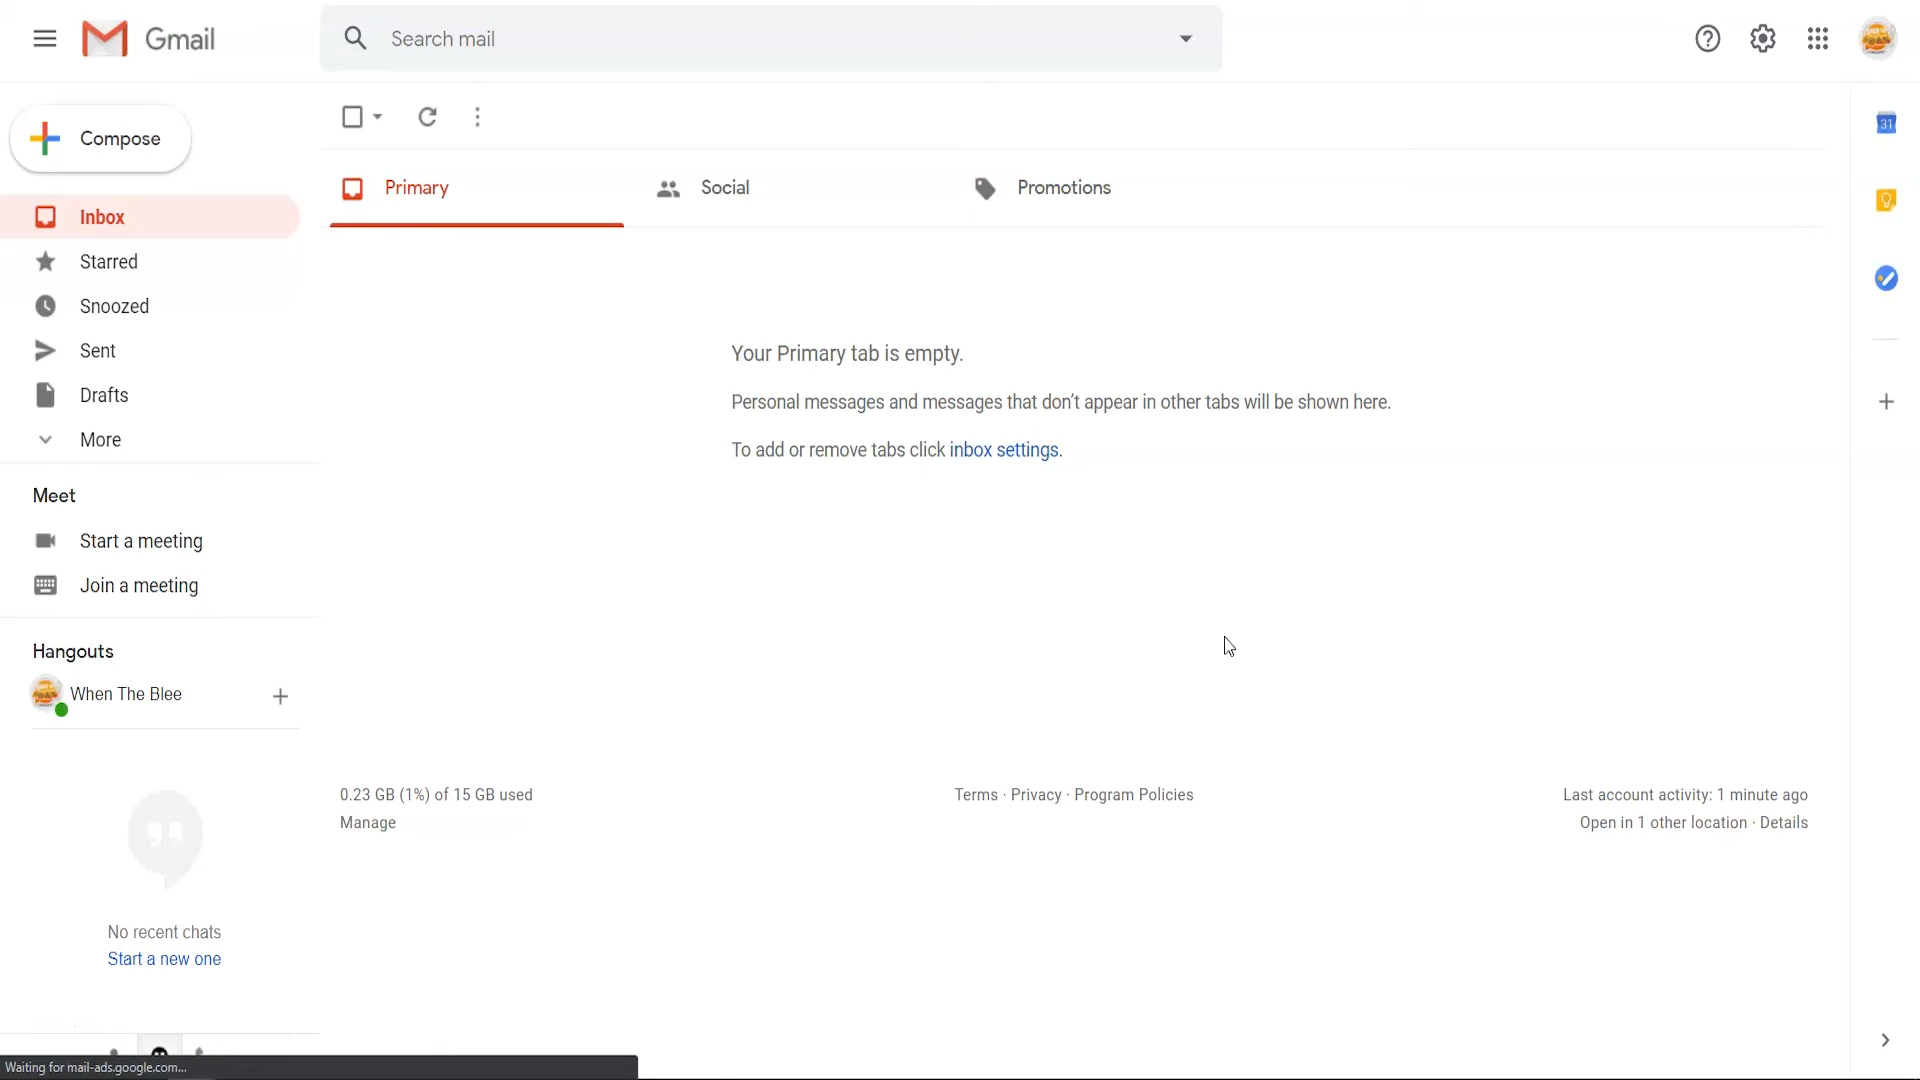 Gmail
Search mail
Compose
Primary
Social
Promotions
31
Inbox
Starred
Snoozed
Sent
Drafts
More
Your Primary tab is empty.
Personal messages and messages that don't appear in other tabs will be shown here.
To add or remove tabs click inbox settings.
Meet
Start a meeting
Join a meeting
Hangouts
When The Blee
0.23 GB (1%) of 15 GB used
Manage
Terms · Privacy · Program Policies
Last account activity: 1 minute ago
Open in 1 other location · Details
No recent chats
Start a new one
Waiting for mail-ads.google.com...